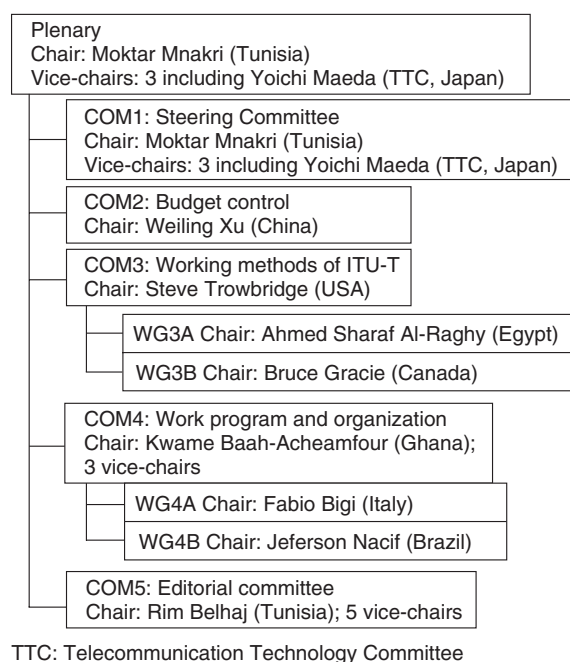 Plenary
Chair: Moktar Mnakri (Tunisia)
Vice-chairs: 3 including Yoichi Maeda (TTC, Japan)
COM1: Steering Committee
Chair: Moktar Mnakri (Tunisia)
Vice-chairs: 3 including Yoichi Maeda (TTC, Japan)
COM2: Budget control
Chair: Weiling Xu (China)
COM3: Working methods of ITU-T
Chair: Steve Trowbridge (USA)
WG3A Chair: Ahmed Sharaf Al-Raghy (Egypt)
WG3B Chair: Bruce Gracie (Canada)
COM4: Work program and organization
Chair: Kwame Baah-Acheamfour (Ghana);
3 vice-chairs
WG4A Chair: Fabio Bigi (Italy)
WG4B Chair: Jeferson Nacif (Brazil)
COM5: Editorial committee
Chair: Rim Belhaj (Tunisia); 5 vice-chairs
TTC: Telecommunication Technology Committee